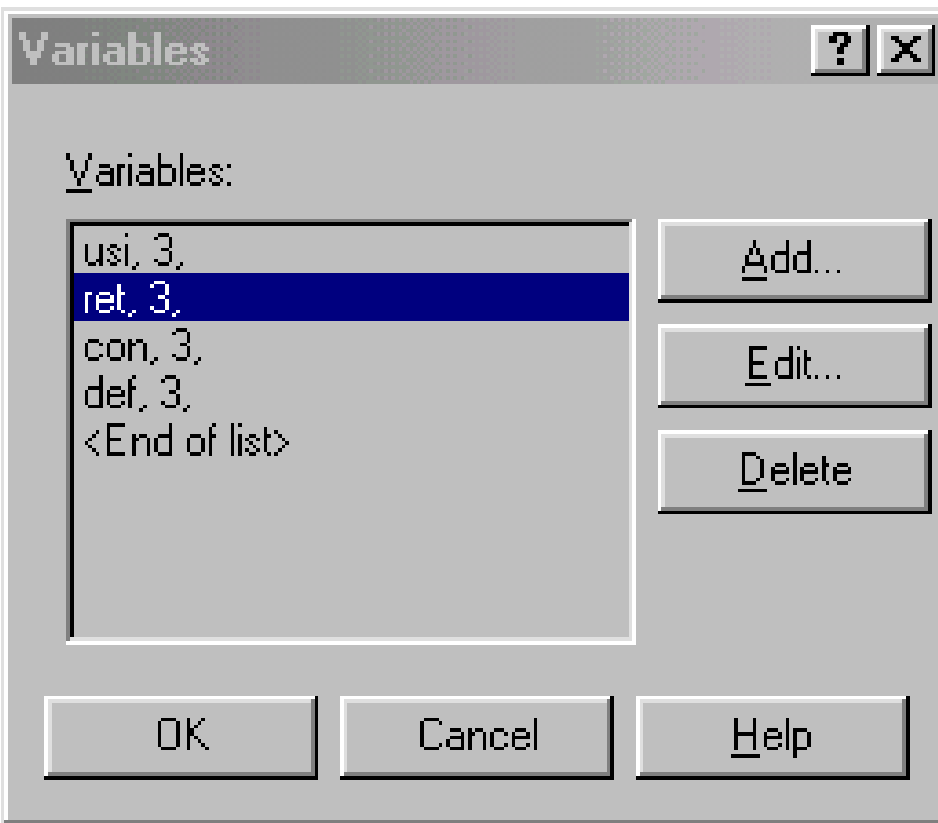 Variables
? X
Variables:
usi, 3,
ret, 3,
con, 3,
def, 3,
<End of list>
Add...
Edit...
Delete
OK
Cancel
Help